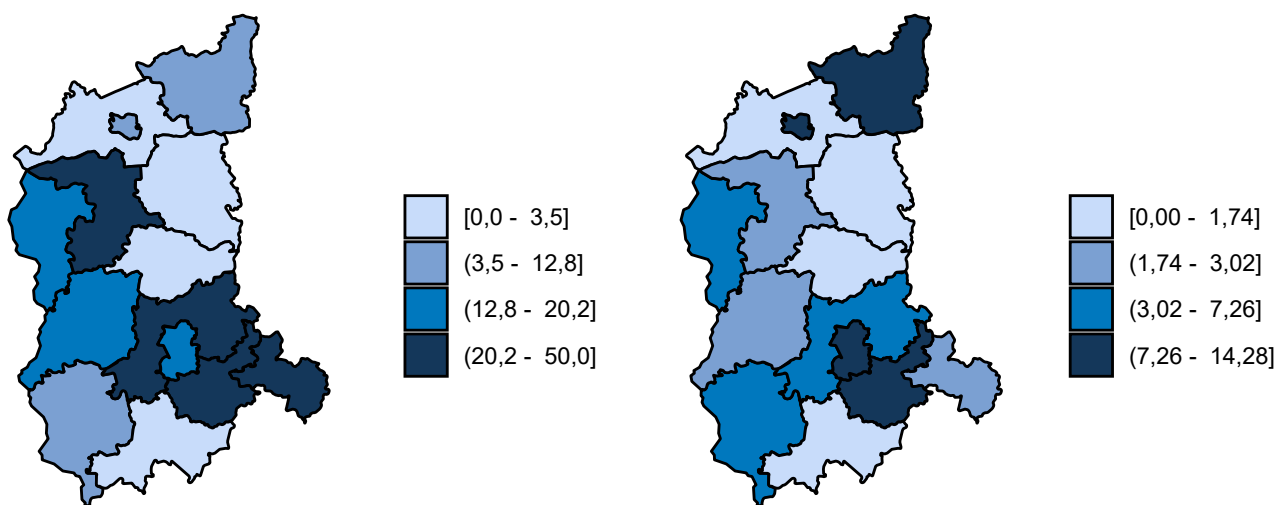 [0,0 - 3,5]
(3,5 - 12,8]
(12,8 - 20,2]
(20,2 - 50,0]
[0,00 - 1,74]
(1,74 - 3,02]
(3,02 - 7,26]
(7,26 - 14,28]